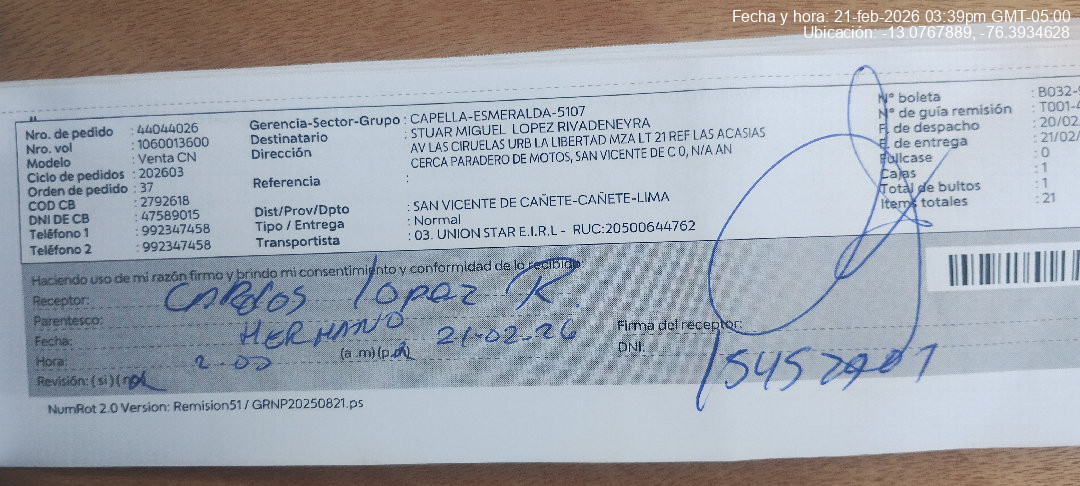 Fecha y hora: 21-feb-2026 03:39pm GMT-05:00
Ubicación: -13.0767889, -76.3934628
Nro. de pedido : 44044026
Nro. vol : 1060013600
Modelo : Venta CN
Ciclo de pedidos : 202603
Orden de pedido : 37
COD CB : 2792618
DNI DE CB : 47589015
Teléfono 1 : 992347458
Teléfono 2 : 992347458
Gerencia-Sector-Grupo : CAPELLA-ESMERALDA-5107
Destinatario : STUAR MIGUEL LOPEZ RIVADENEYRA
Dirección : AV LAS CIRUELAS URB LA LIBERTAD MZA LT 21 REF LAS ACASIAS
CERCA PARADERO DE MOTOS, SAN VICENTE DE C 0, N/A AN
Referencia :
Dist/Prov/Dpto : SAN VICENTE DE CAÑETE-CAÑETE-LIMA
Tipo / Entrega : Normal
Transportista : 03. UNION STAR E.I.R.L - RUC:20500644762
N° boleta : B032-
N° de guía remisión : T001-4
F. de despacho : 20/02
F. de entrega : 21/02
Fullcase : 0
Cajas : 1
Total de bultos : 1
Items totales : 21
Haciendo uso de mi razón firmo y brindo mi consentimiento y conformidad de lo recibido
Receptor: CARLOS LOPEZ R.
Parentesco: HERMANO
Fecha: 21-02-26
Hora: 2.00 (a.m)(p.m)
Revisión: (si)(no)
Firma del receptor:
DNI:
NumRot 2.0 Version: Remision51 / GRNP20250821.ps